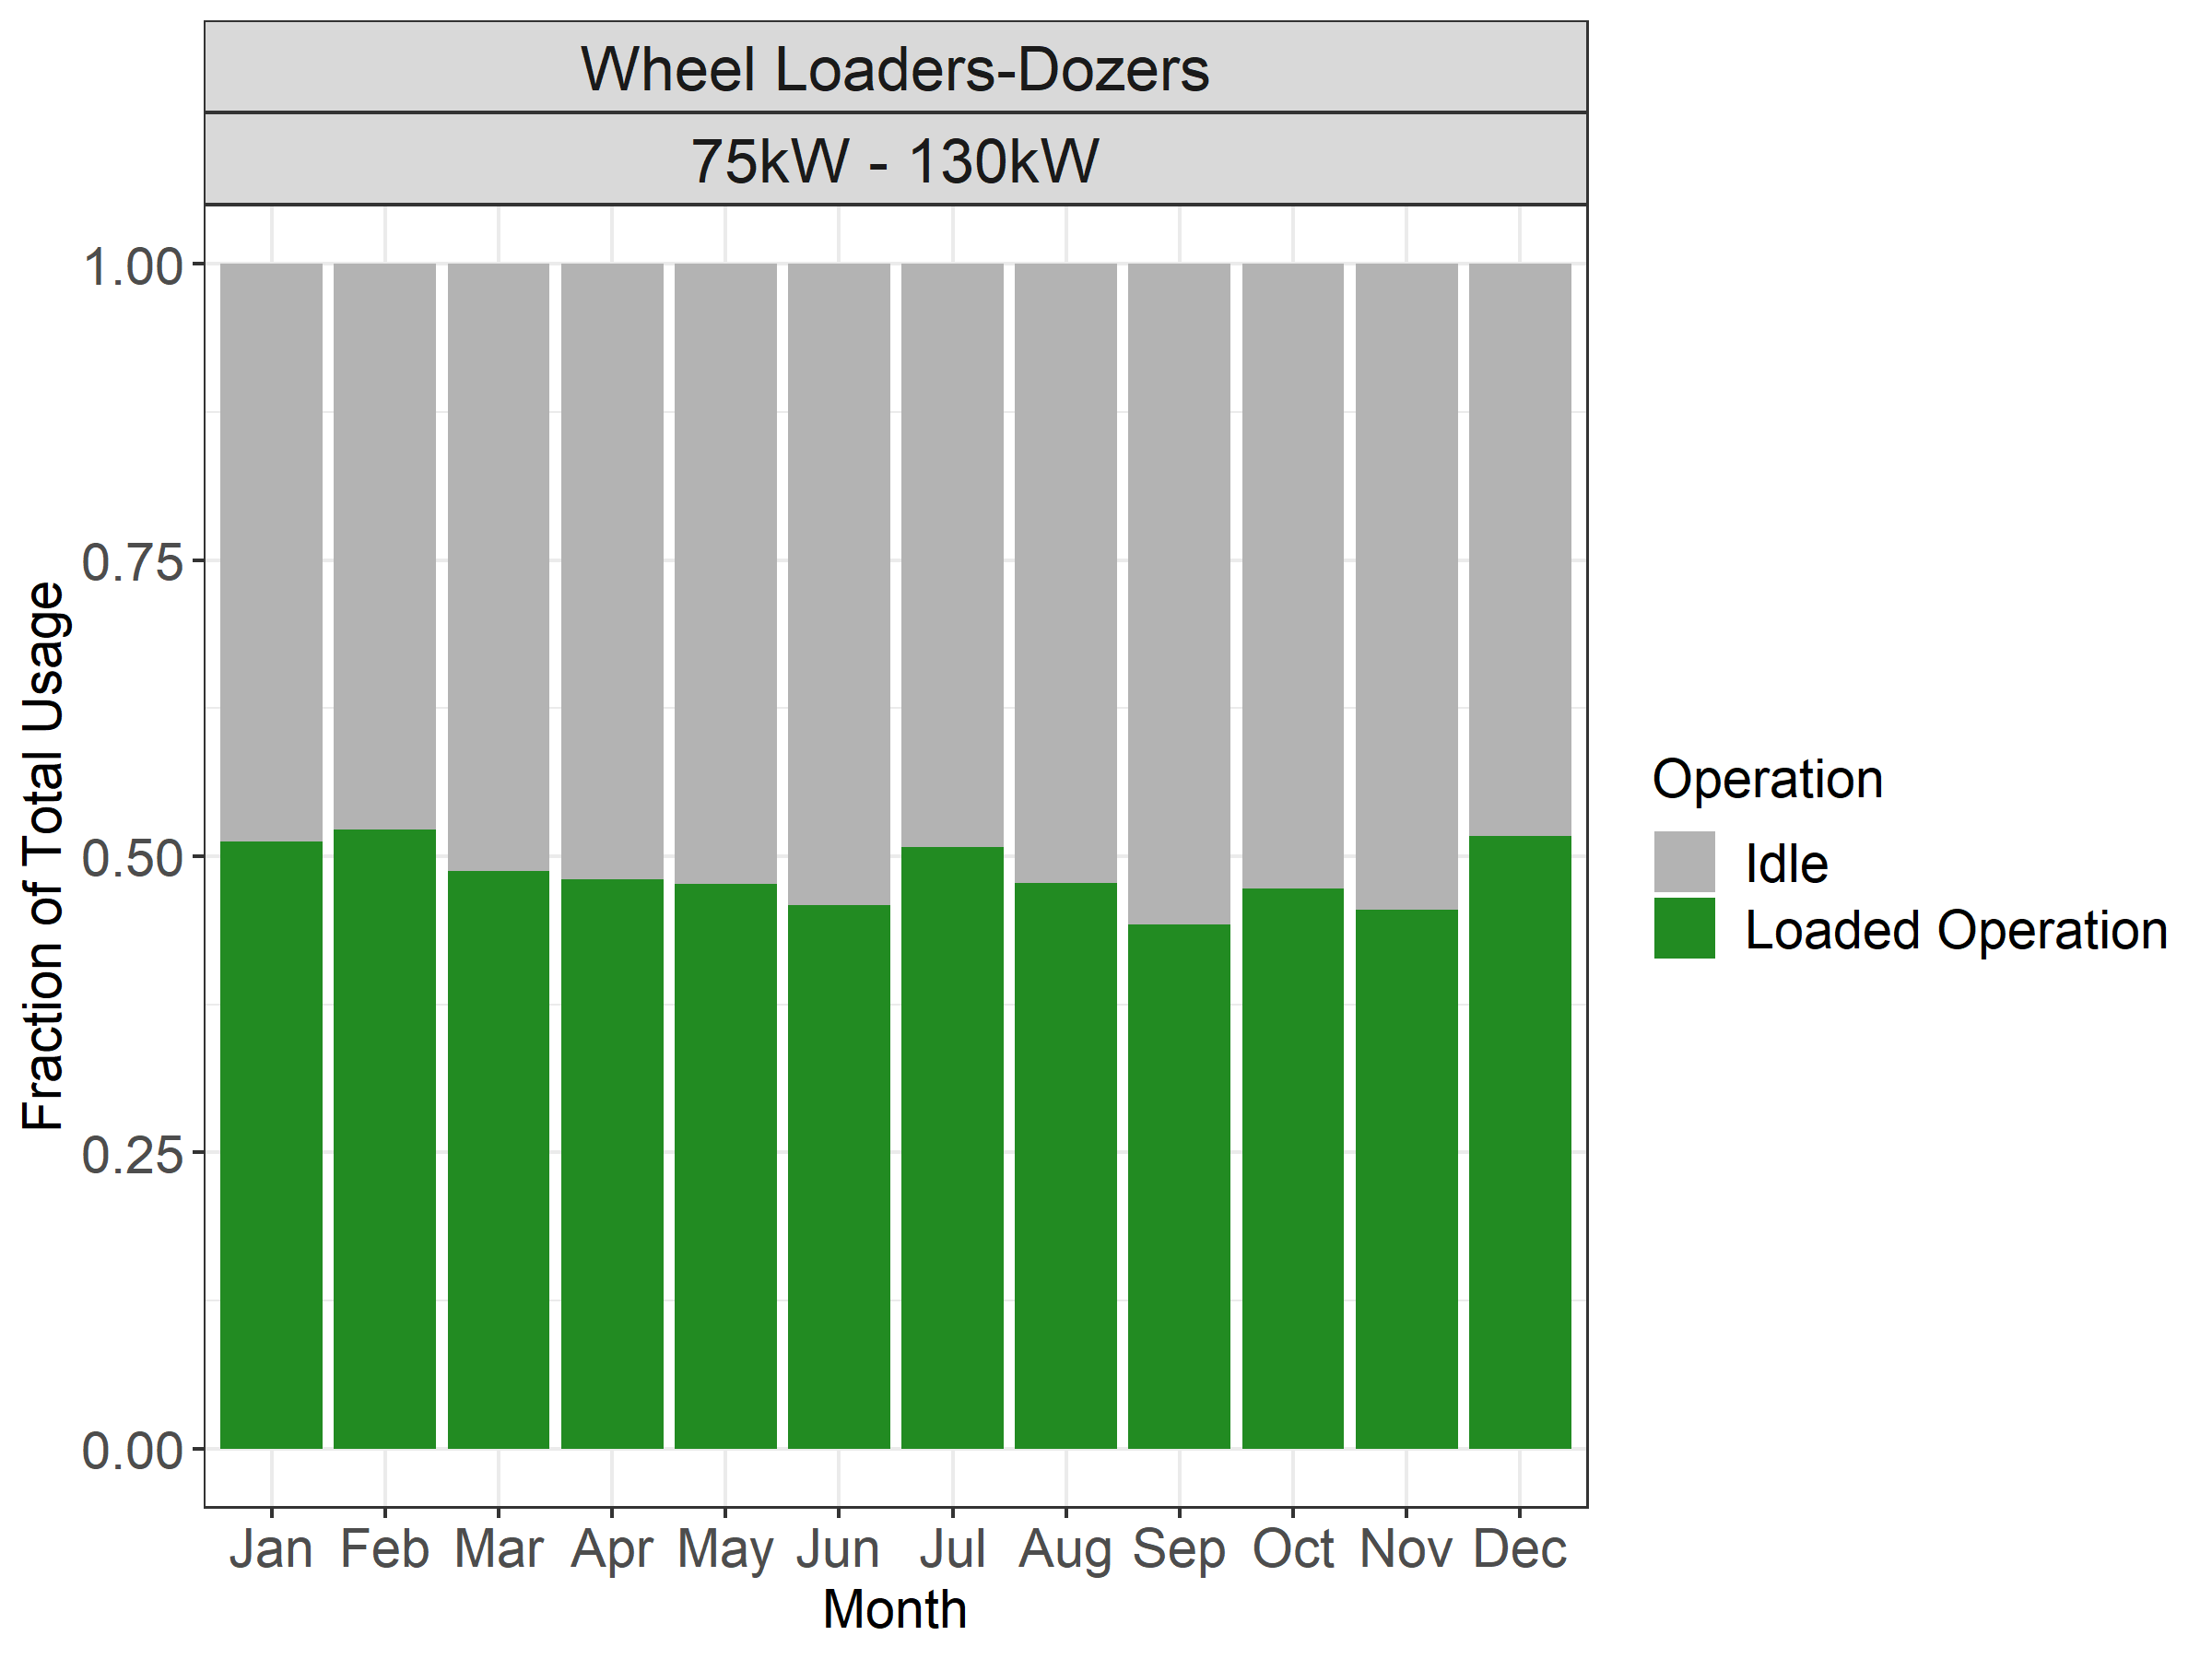 Wheel Loaders-Dozers
75kW - 130kW
1.00
0.75
0.50
0.25
0.00
Fraction of Total Usage
Jan Feb Mar Apr May Jun Jul Aug Sep Oct Nov Dec
Month
Operation
Idle
Loaded Operation